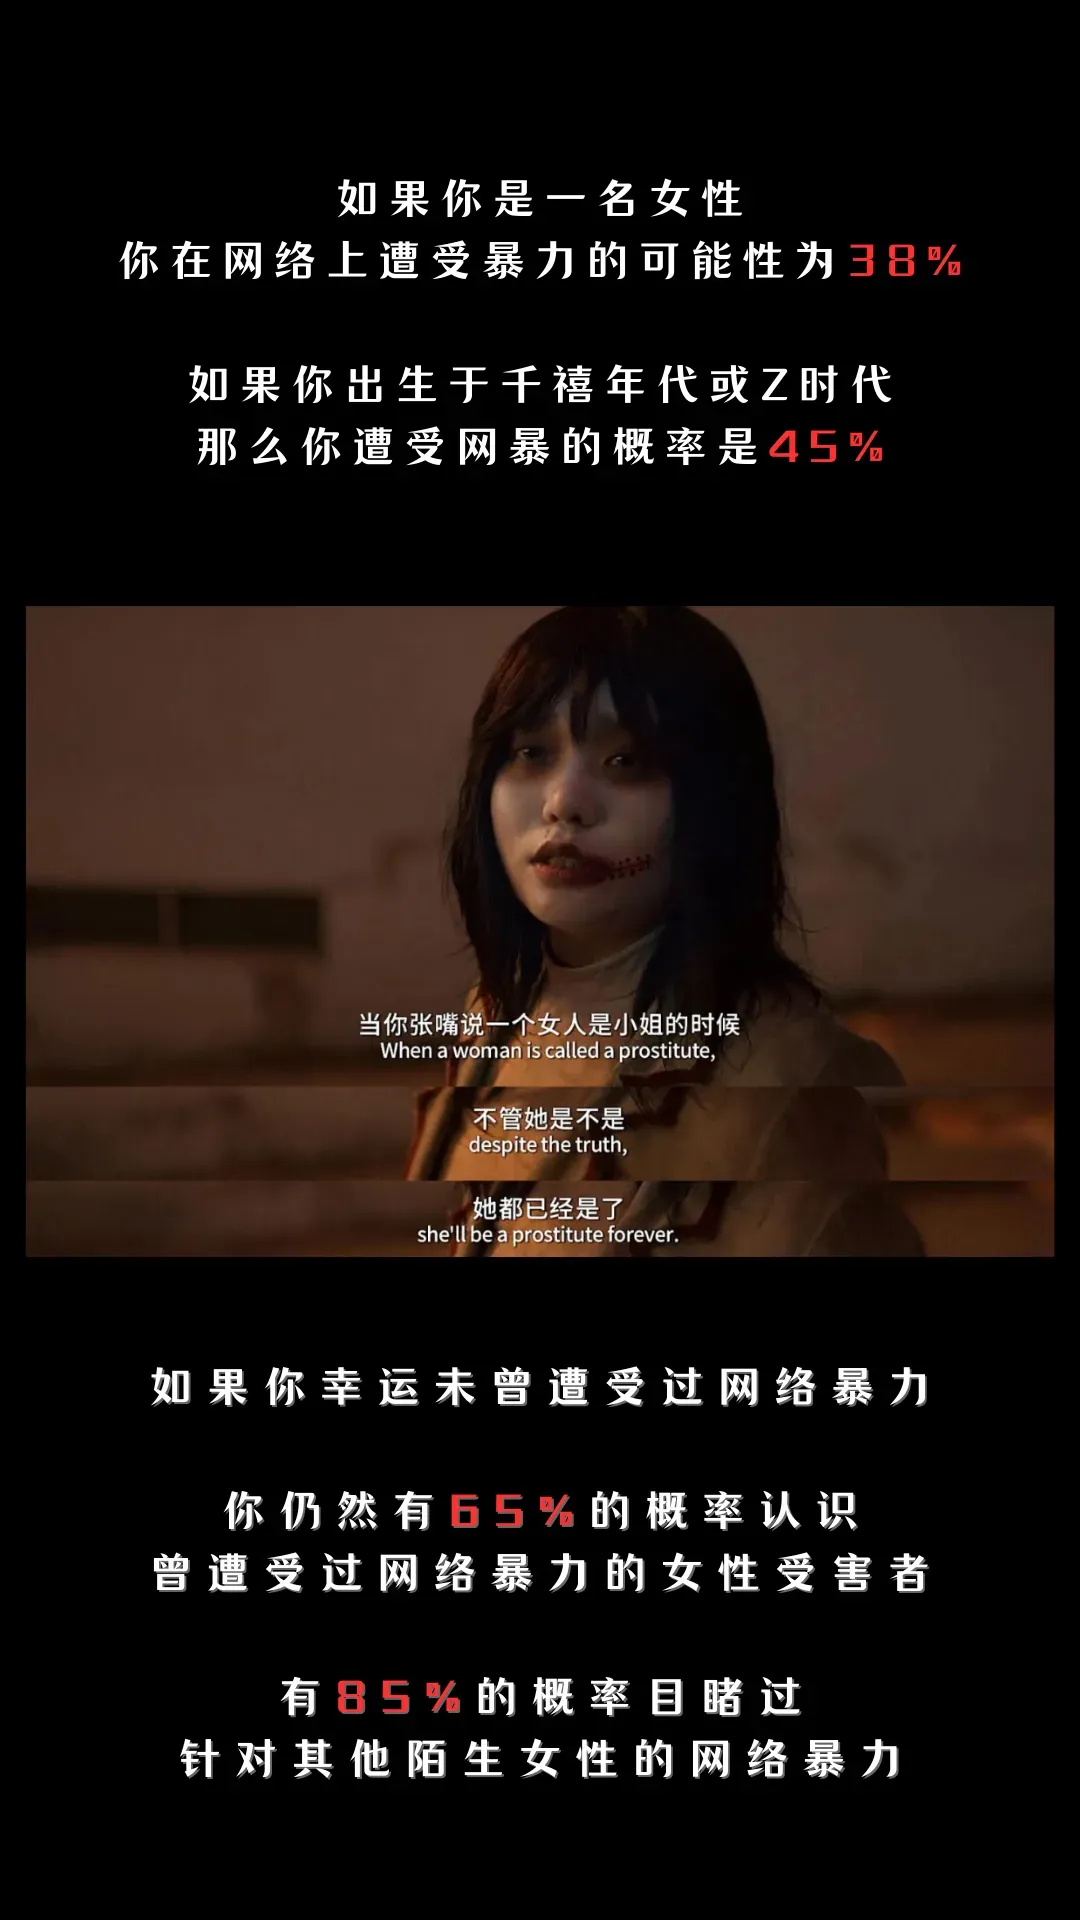 如果你是一名女性
你在网络上遭受暴力的可能性为38%
如果你出生于千禧年代或Z时代
那么你遭受网暴的概率是45%
当你张嘴说一个女人是小姐的时候
When a woman is called a prostitute,
不管她是不是
despite the truth,
她都已经是了
she'll be a prostitute forever.
如果你幸运未曾遭受过网络暴力
你仍然有65%的概率认识
曾遭受过网络暴力的女性受害者
有85%的概率目睹过
针对其他陌生女性的网络暴力